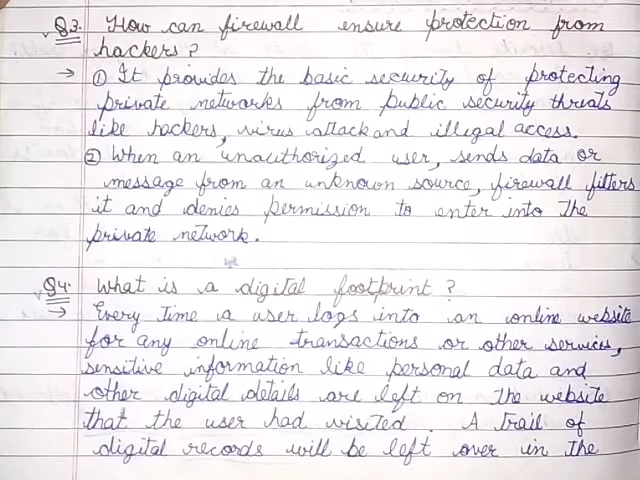 Q3. How can firewall ensure protection from
hackers?
→ ① It provides the basic security of protecting
private networks from public security threats
like hackers, virus attack and illegal access.
② When an unauthorized user, sends data or
message from an unknown source, firewall filters
it and denies permission to enter into the
private network.
Q4. What is a digital footprint?
→ Every time a user logs into an online website
for any online transactions or other services,
sensitive information like personal data and
other digital details are left on the website
that the user had visited. A trail of
digital records will be left over in the